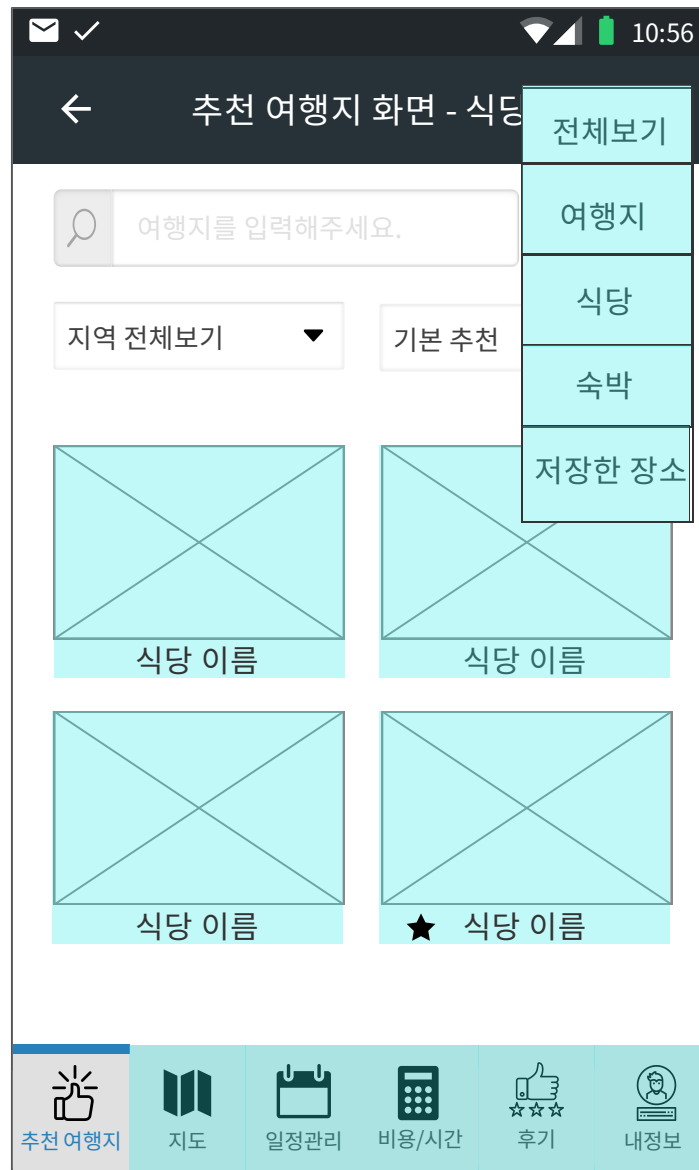 10:56
추천 여행지 화면 - 식당
전체보기
여행지를 입력해주세요.
여행지
식당
지역 전체보기
기본 추천
숙박
저장한 장소
식당 이름
식당 이름
식당 이름
식당 이름
추천 여행지
지도
일정관리
비용/시간
후기
내정보